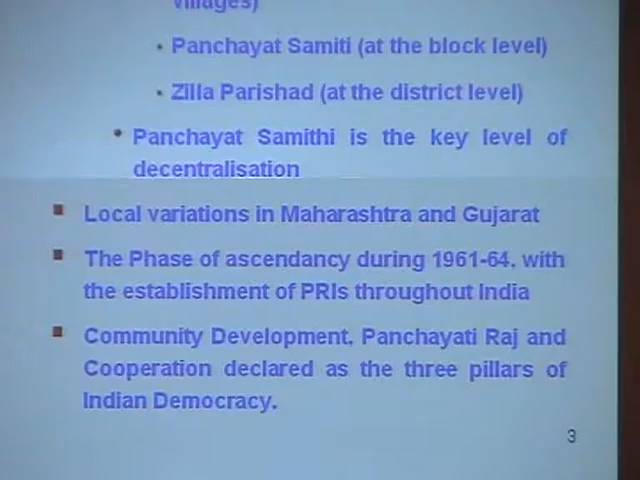 villages)
• Panchayat Samiti (at the block level)
• Zilla Parishad (at the district level)
• Panchayat Samithi is the key level of
decentralisation
■ Local variations in Maharashtra and Gujarat
■ The Phase of ascendancy during 1961-64, with
the establishment of PRIs throughout India
■ Community Development, Panchayati Raj and
Cooperation declared as the three pillars of
Indian Democracy.
3